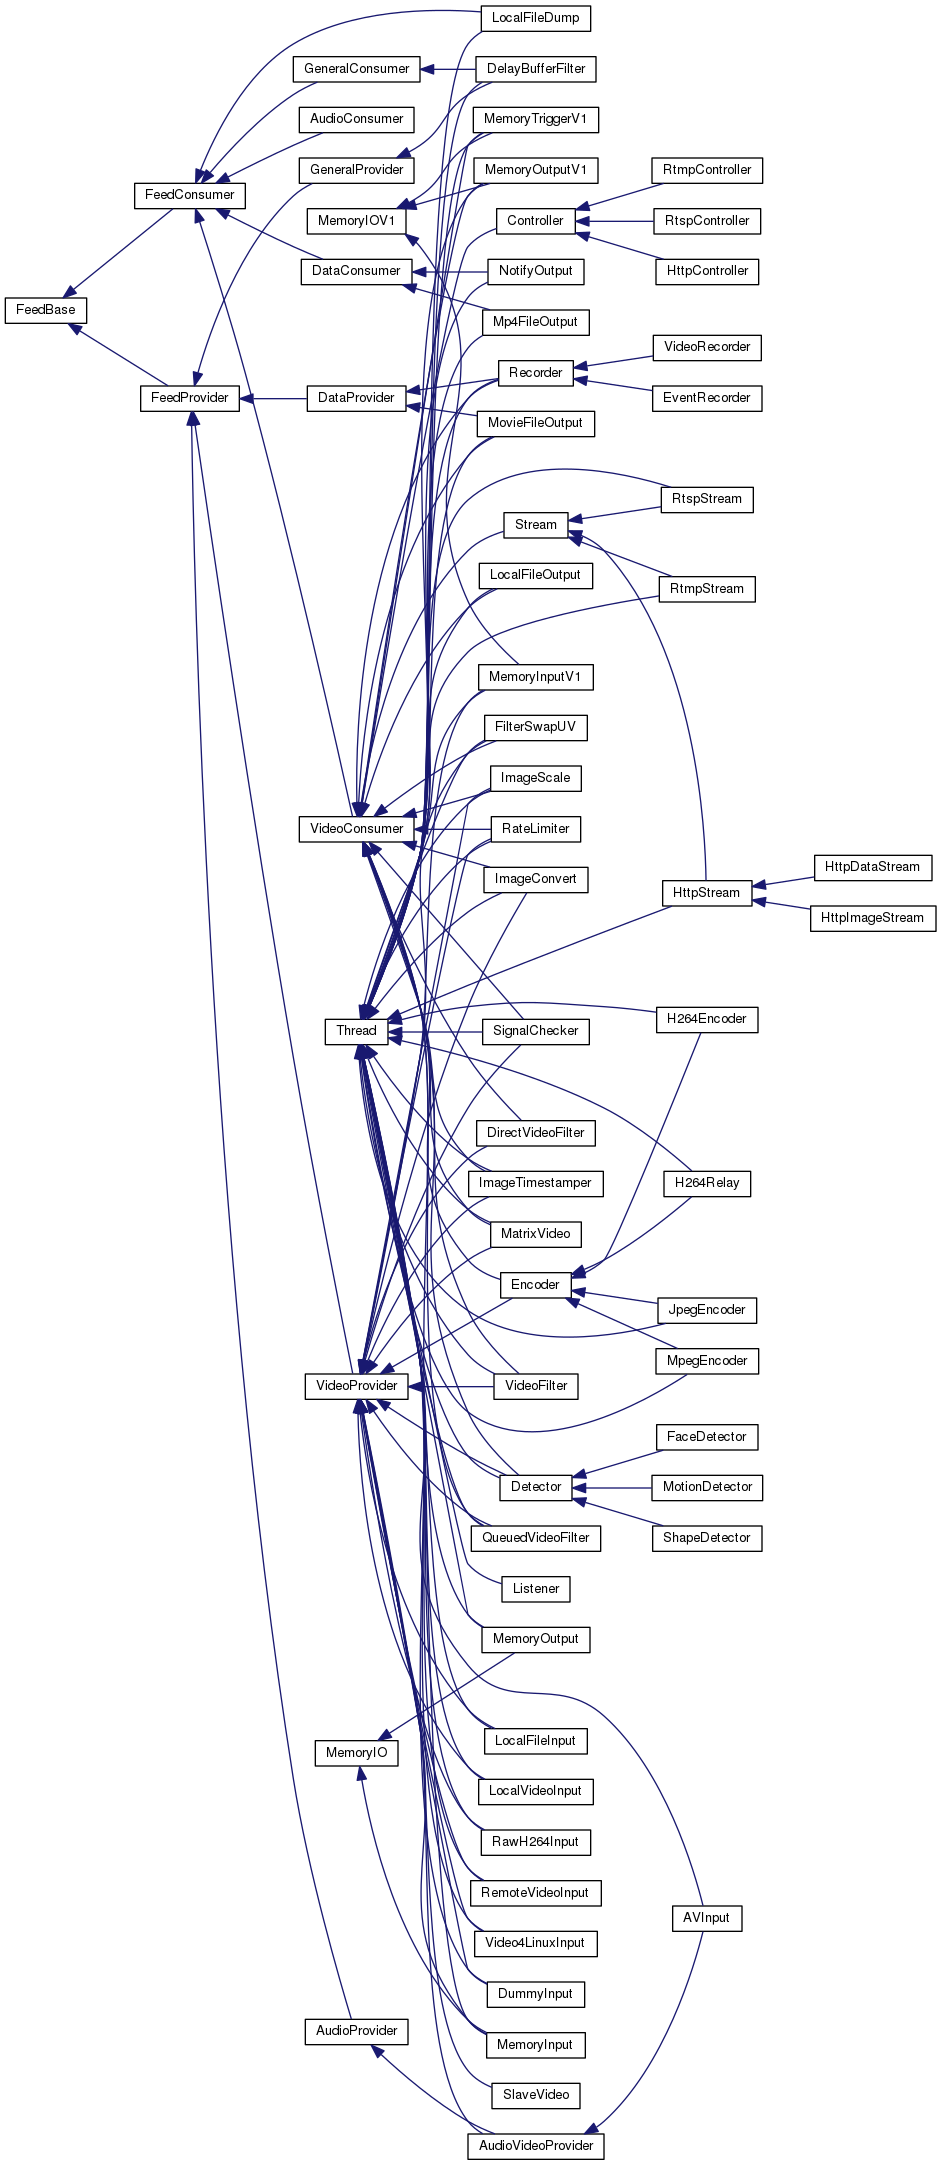 LocalFileDump
GeneralConsumer
DelayBufferFilter
AudioConsumer
MemoryTriggerV1
GeneralProvider
MemoryOutputV1
RtmpController
FeedConsumer
MemoryIOV1
Controller
RtspController
DataConsumer
NotifyOutput
HttpController
FeedBase
Mp4FileOutput
VideoRecorder
Recorder
FeedProvider
DataProvider
EventRecorder
MovieFileOutput
RtspStream
Stream
LocalFileOutput
RtmpStream
MemoryInputV1
FilterSwapUV
ImageScale
VideoConsumer
RateLimiter
HttpDataStream
ImageConvert
HttpStream
HttpImageStream
Thread
SignalChecker
H264Encoder
DirectVideoFilter
ImageTimestamper
H264Relay
MatrixVideo
Encoder
JpegEncoder
MpegEncoder
VideoProvider
VideoFilter
FaceDetector
Detector
MotionDetector
QueuedVideoFilter
ShapeDetector
Listener
MemoryOutput
LocalFileInput
MemoryIO
LocalVideoInput
RawH264Input
RemoteVideoInput
AVInput
Video4LinuxInput
DummyInput
AudioProvider
MemoryInput
SlaveVideo
AudioVideoProvider